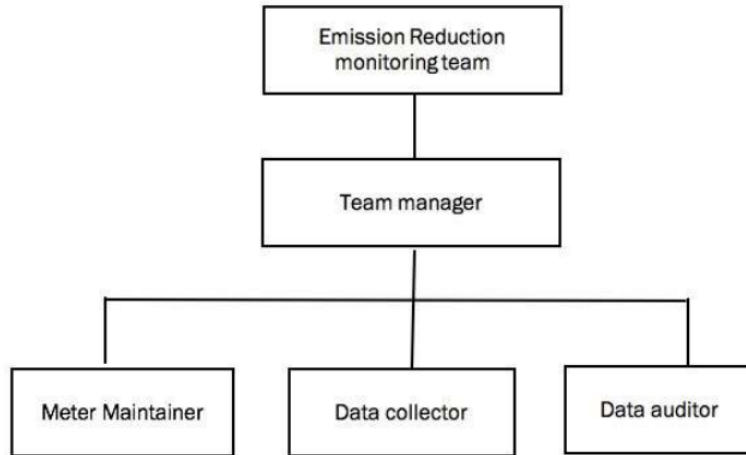 Emission Reduction
monitoring team
Team manager
Meter Maintainer
Data collector
Data auditor